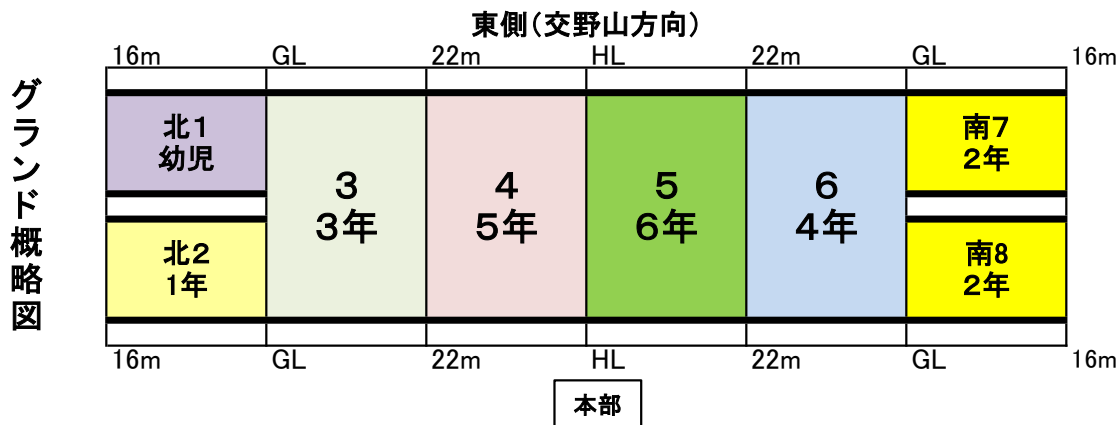 東側(交野山方向)
16m GL 22m HL 22m GL 16m
グランド概略図
北1
幼児
北2
1年
3
3年
4
5年
5
6年
6
4年
南7
2年
南8
2年
16m GL 22m HL 22m GL 16m
本部